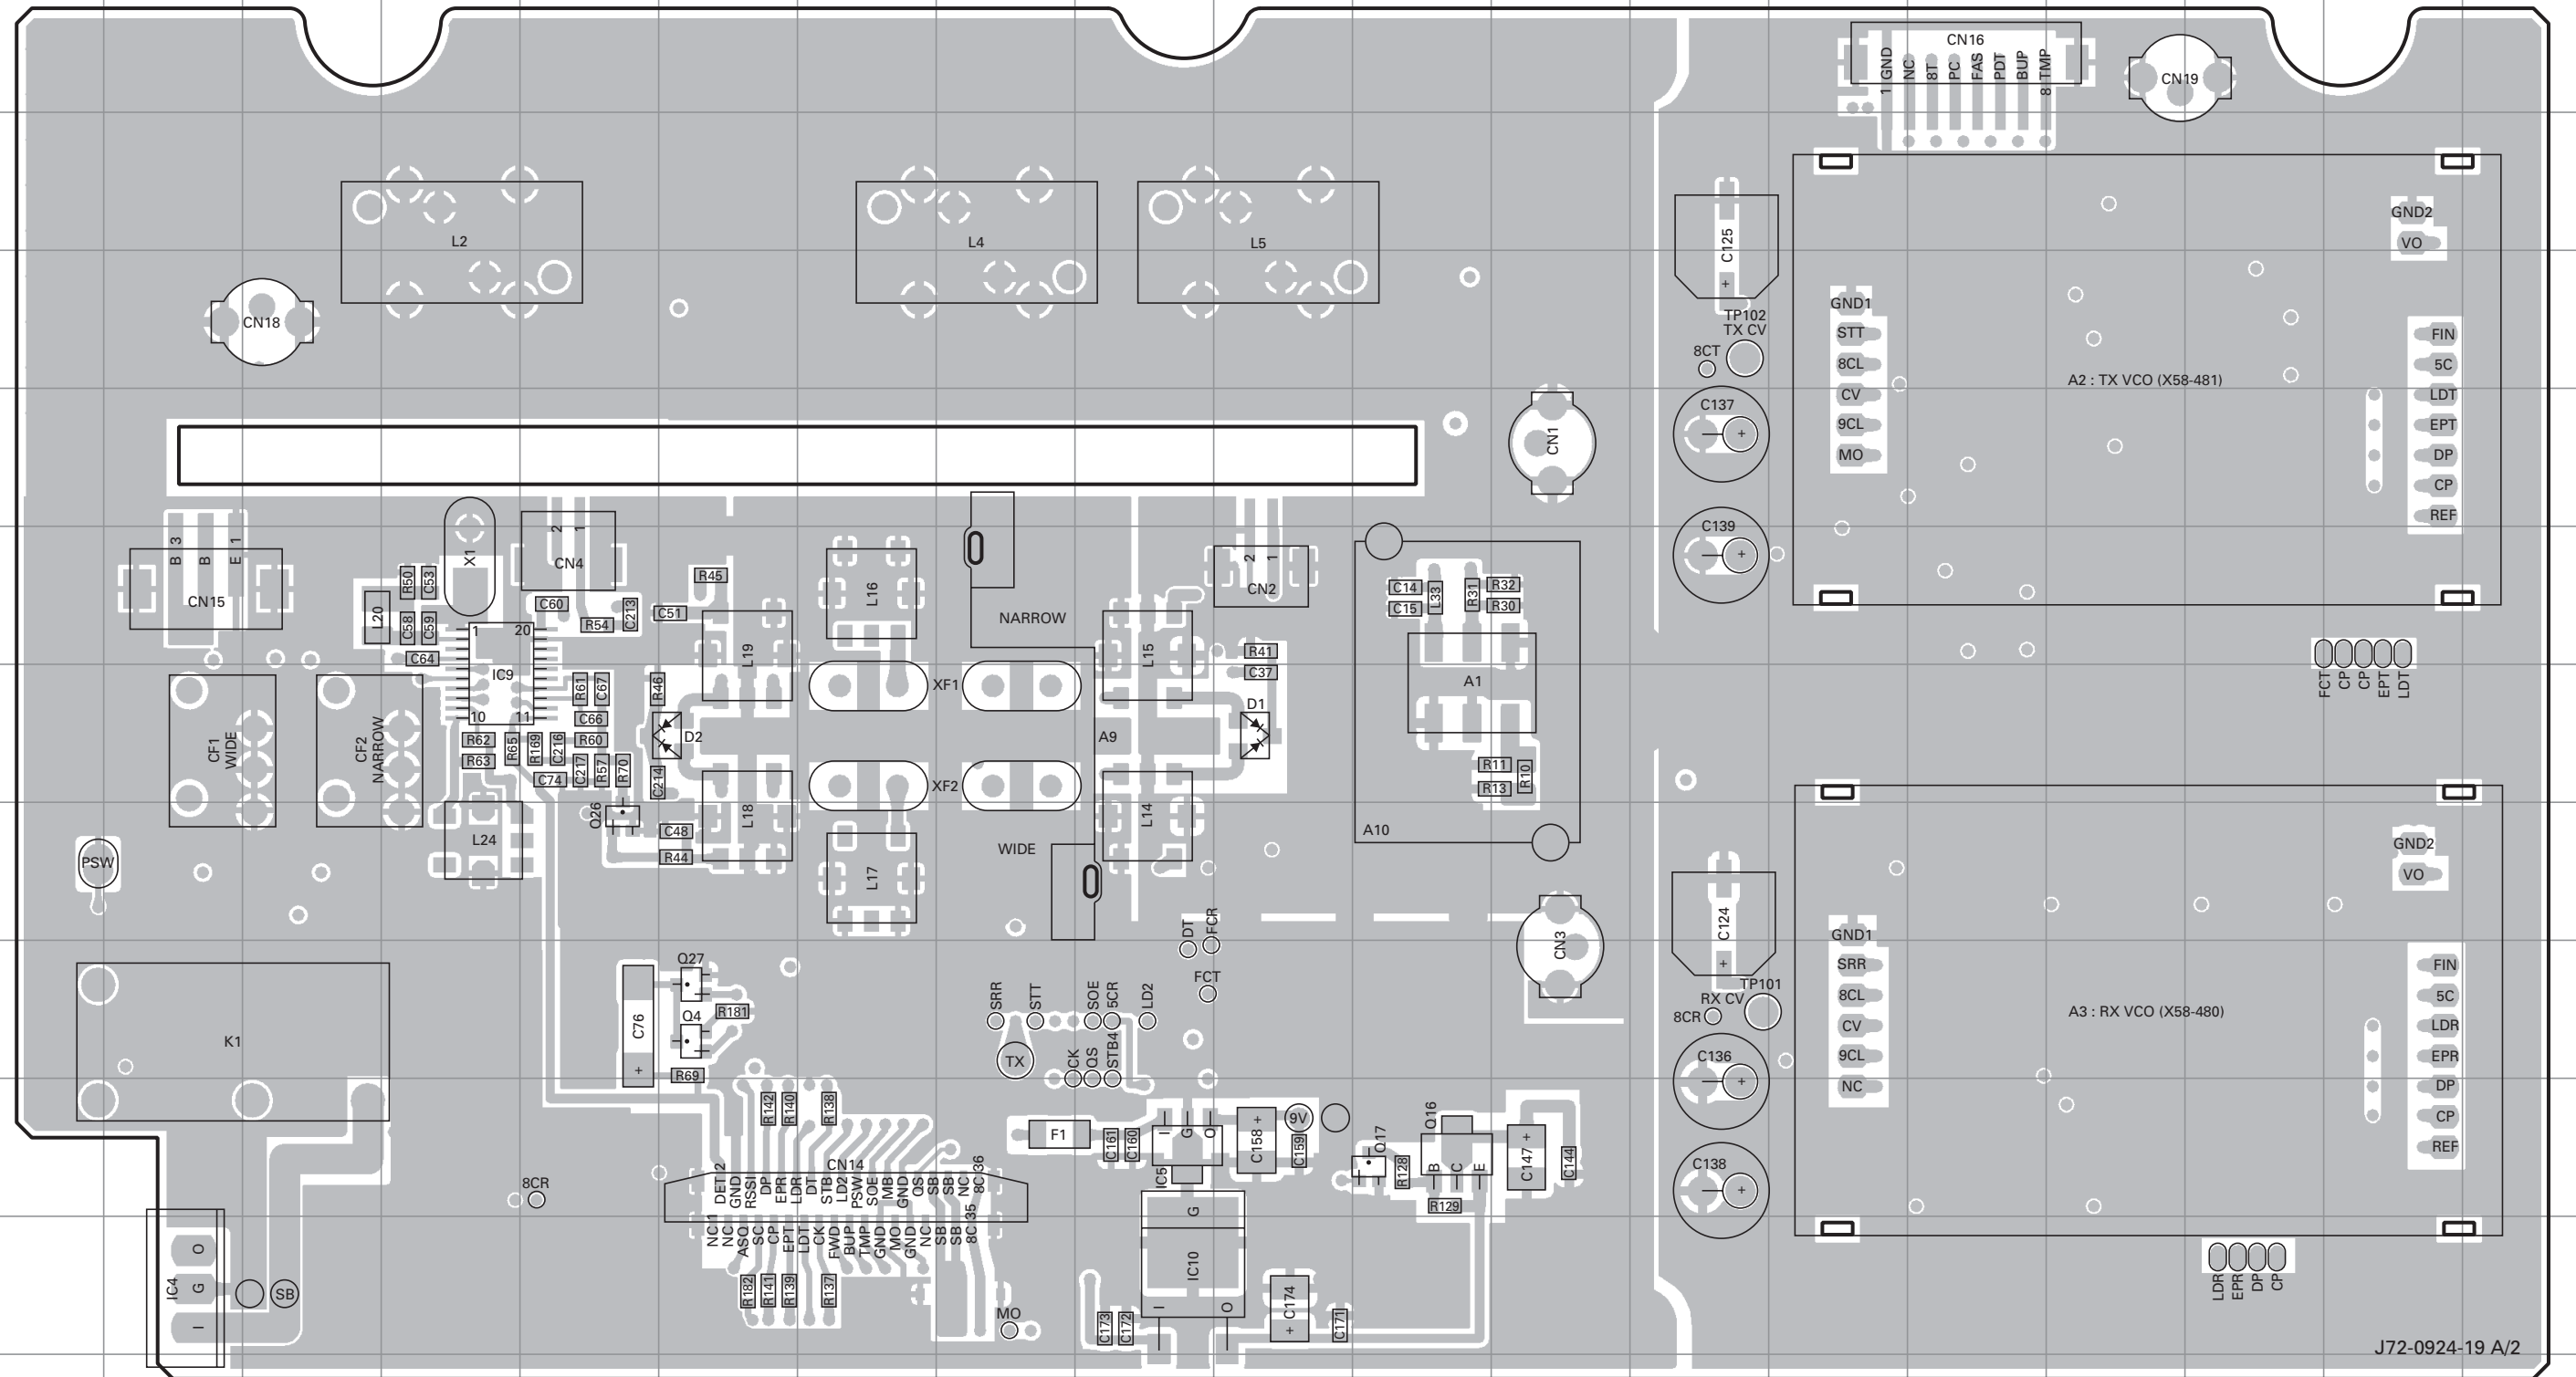 CN16
1 GND
NC
8T
PC
FAS
PDT
BUP
8 TMP
CN19
L2
L4
L5
C125
+
GND2
VO
CN18
TP102
TX CV
8CT
GND1
STT
8CL
CV
9CL
MO
A2 : TX VCO (X58-481)
FIN
5C
LDT
EPT
DP
CP
REF
C137
+
CN1
C139
+
B 3
B
E 1
CN15
X1
2
1
CN4
R50
C53
L20
C58
C59
C64
C60
R54
C213
C51
R45
1
20
IC9
10
11
R61
C67
C66
R46
R62
R63
R65
R169
C216
R60
C74
C217
R57
R70
C214
D2
Q26
C48
R44
L19
L18
L16
L17
XF1
XF2
NARROW
WIDE
A9
L15
L14
2
1
CN2
R41
C37
D1
C14
C15
L33
R31
R32
R30
A1
R11
R13
R10
A10
FCT
CP
CP
EPT
LDT
CF1
WIDE
CF2
NARROW
L24
PSW
K1
Q27
C76
+
Q4
R181
R69
DT
FCR
FCT
SRR
STT
SOE
5CR
LD2
TX
CK
QS
STB4
CN3
C124
+
TP101
RX CV
8CR
C136
+
C138
+
GND2
VO
GND1
SRR
8CL
CV
9CL
NC
A3 : RX VCO (X58-480)
FIN
5C
LDR
EPR
DP
CP
REF
LDR
EPR
DP
CP
R142
R140
R138
CN14
DET 2
GND
RSSI
DP
EPR
LDR
DT
STB
LD2
PSW
SOE
MB
GND
QS
SB
SB
NC
8C 36
NC 1
NC
ASQ
SC
CP
EPT
LDT
CK
FWD
BUP
TMP
GND
MO
GND
NC
SB
SB
8C 35
R182
R141
R139
R137
8CR
IC4
O
G
I
SB
MO
F1
C161
C160
I
G
O
IC5
C158
+
9V
C159
Q17
R128
Q16
B
C
E
R129
C147
+
C144
G
IC10
I
O
C173
C172
C174
+
C171
J72-0924-19 A/2